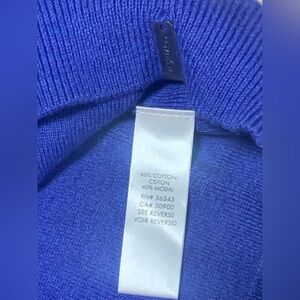 60% COTTON/
COTON
40% MODAL
RN# 36543
CA# 50900
SEE REVERSE
VOIR REVERSO